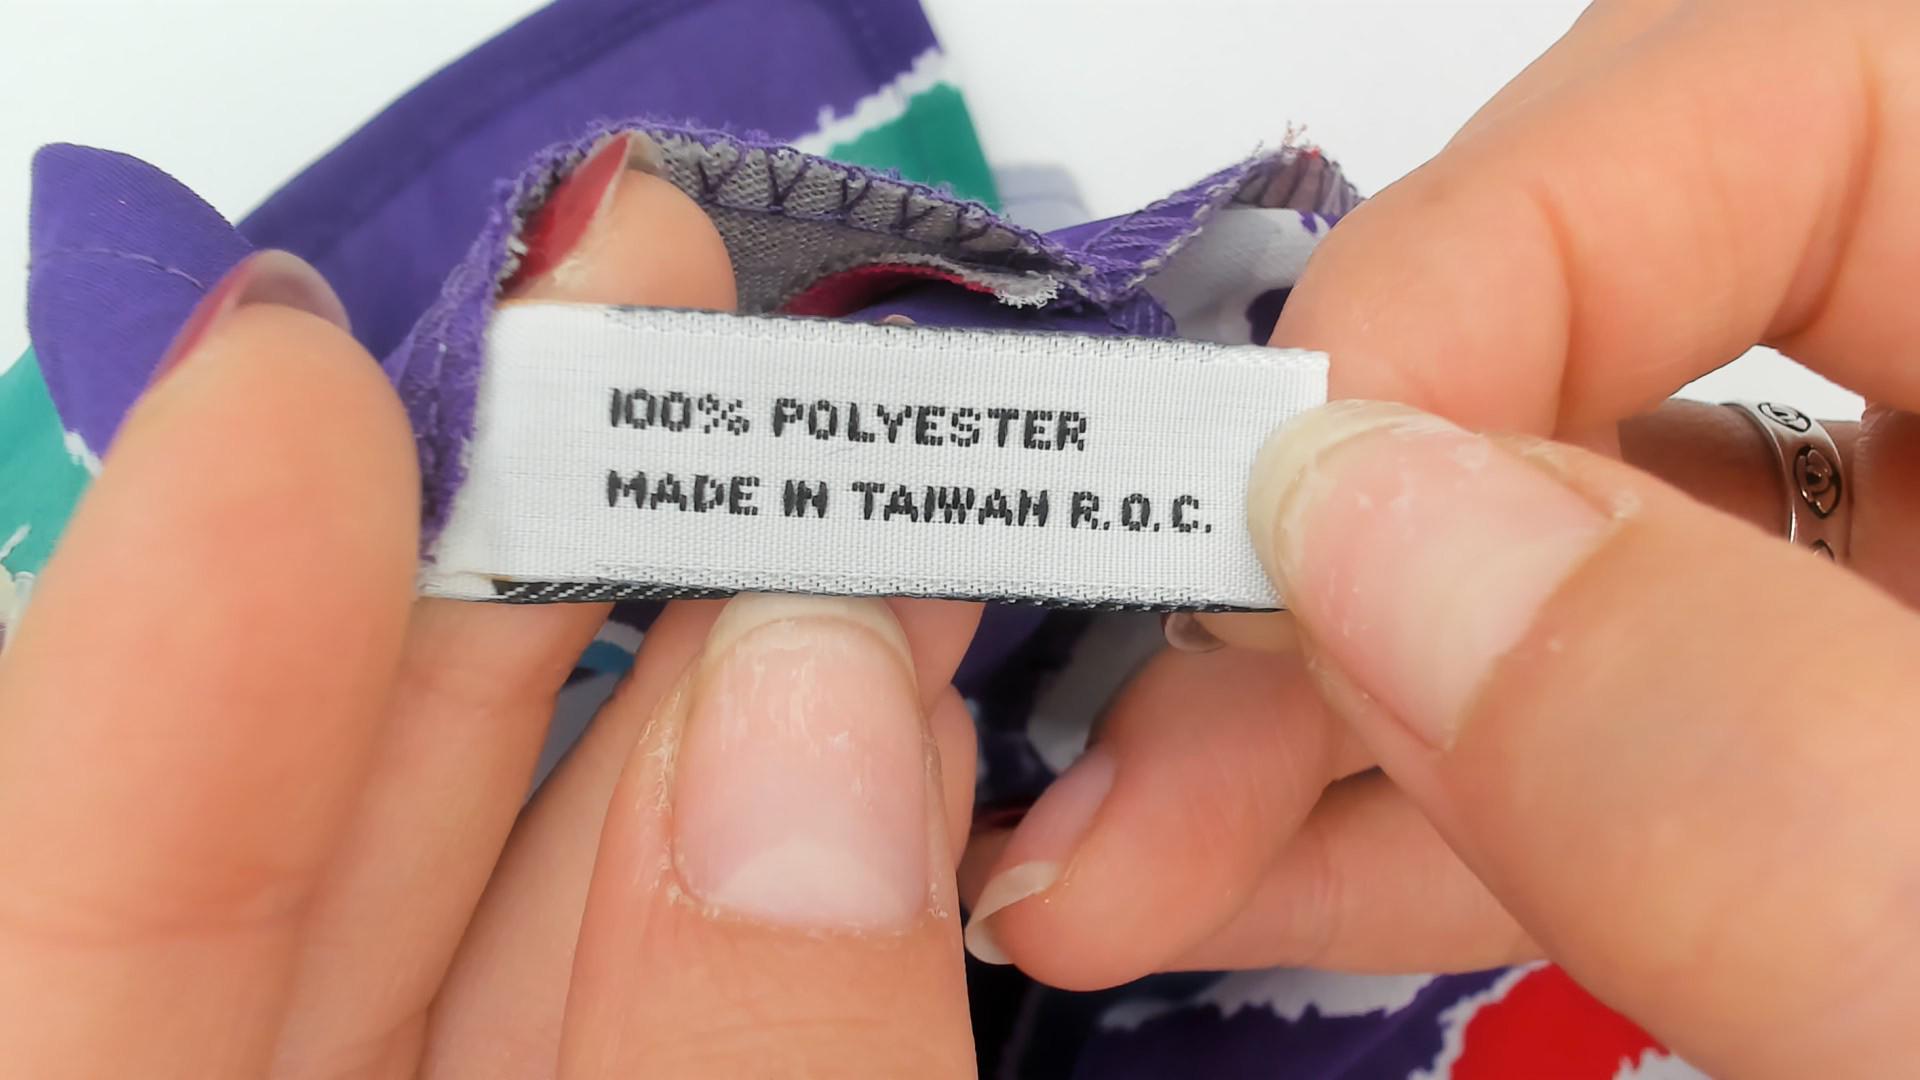 100% POLYESTER
MADE IN TAIWAN R.O.C.